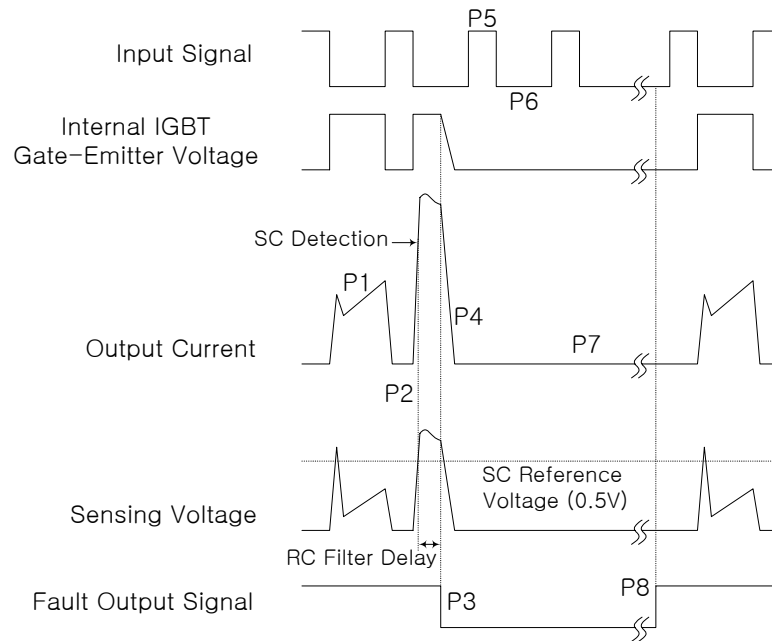 P5
Input Signal
P6
Internal IGBT
Gate-Emitter Voltage
SC Detection
P1
P4
Output Current
P7
P2
SC Reference
Voltage (0.5V)
Sensing Voltage
RC Filter Delay
Fault Output Signal
P3
P8